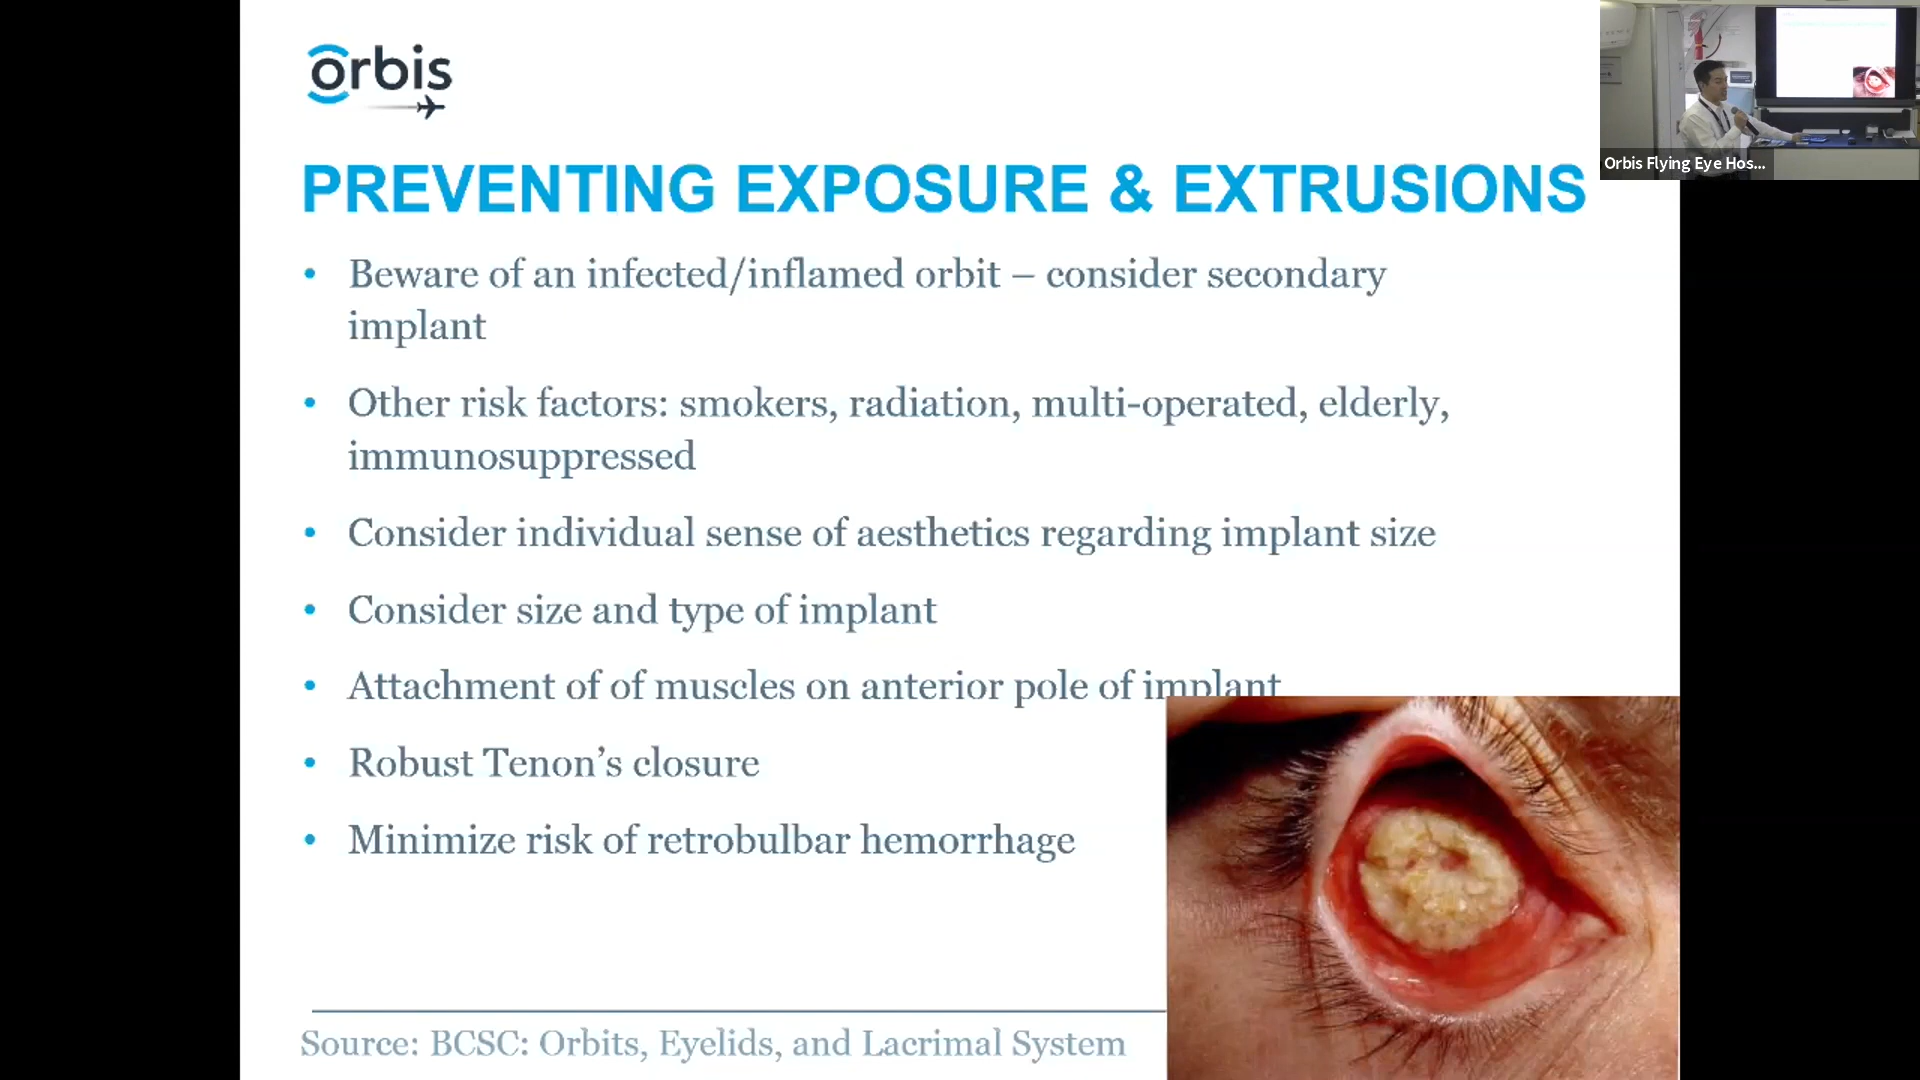 orbis
Orbis Flying Eye Hos...
PREVENTING EXPOSURE & EXTRUSIONS
• Beware of an infected/inflamed orbit – consider secondary
implant
• Other risk factors: smokers, radiation, multi-operated, elderly,
immunosuppressed
• Consider individual sense of aesthetics regarding implant size
• Consider size and type of implant
• Attachment of of muscles on anterior pole of implant
• Robust Tenon’s closure
• Minimize risk of retrobulbar hemorrhage
Source: BCSC: Orbits, Eyelids, and Lacrimal System